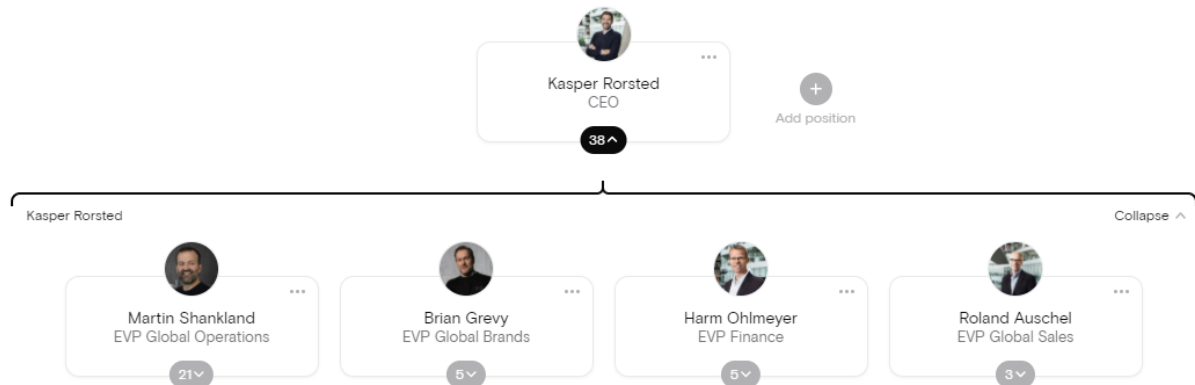 Kasper Rorsted
CEO
38
Add position
Kasper Rorsted
Collapse
Martin Shankland
EVP Global Operations
21
Brian Grevy
EVP Global Brands
5
Harm Ohlmeyer
EVP Finance
5
Roland Auschel
EVP Global Sales
3